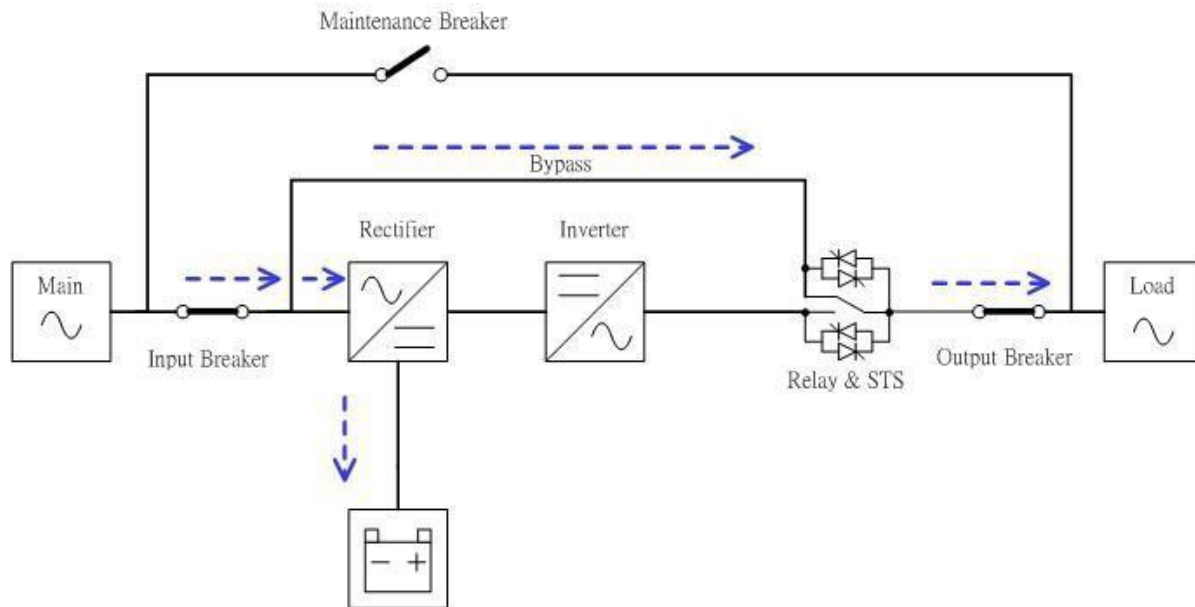 Maintenance Breaker
Bypass
Rectifier
Inverter
Main
Load
Input Breaker
Output Breaker
Relay & STS